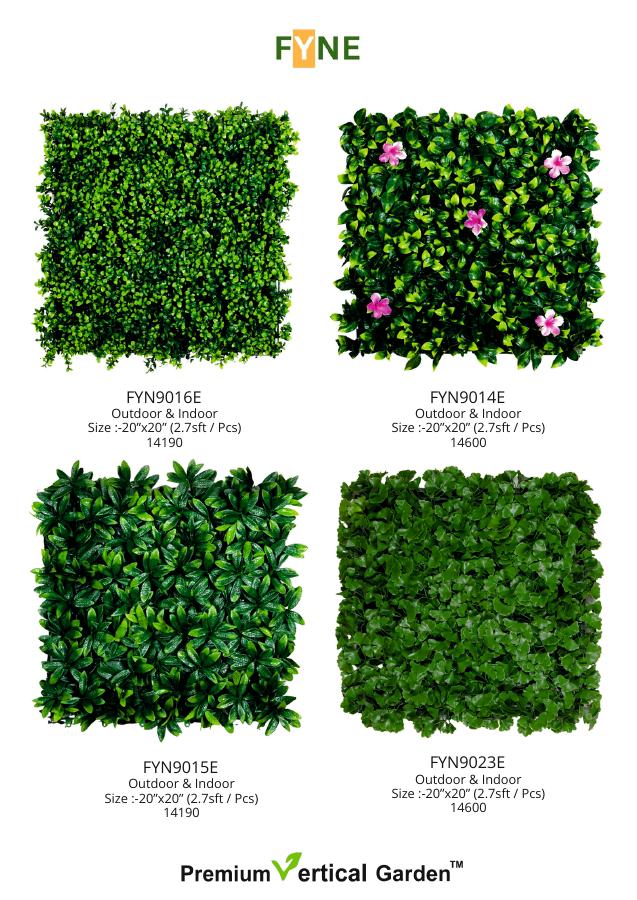 FYNE
FYN9016E
Outdoor & Indoor
Size :-20”x20” (2.7sft / Pcs)
14190
FYN9014E
Outdoor & Indoor
Size :-20”x20” (2.7sft / Pcs)
14600
FYN9015E
Outdoor & Indoor
Size :-20”x20” (2.7sft / Pcs)
14190
FYN9023E
Outdoor & Indoor
Size :-20”x20” (2.7sft / Pcs)
14600
Premium Vertical Garden™